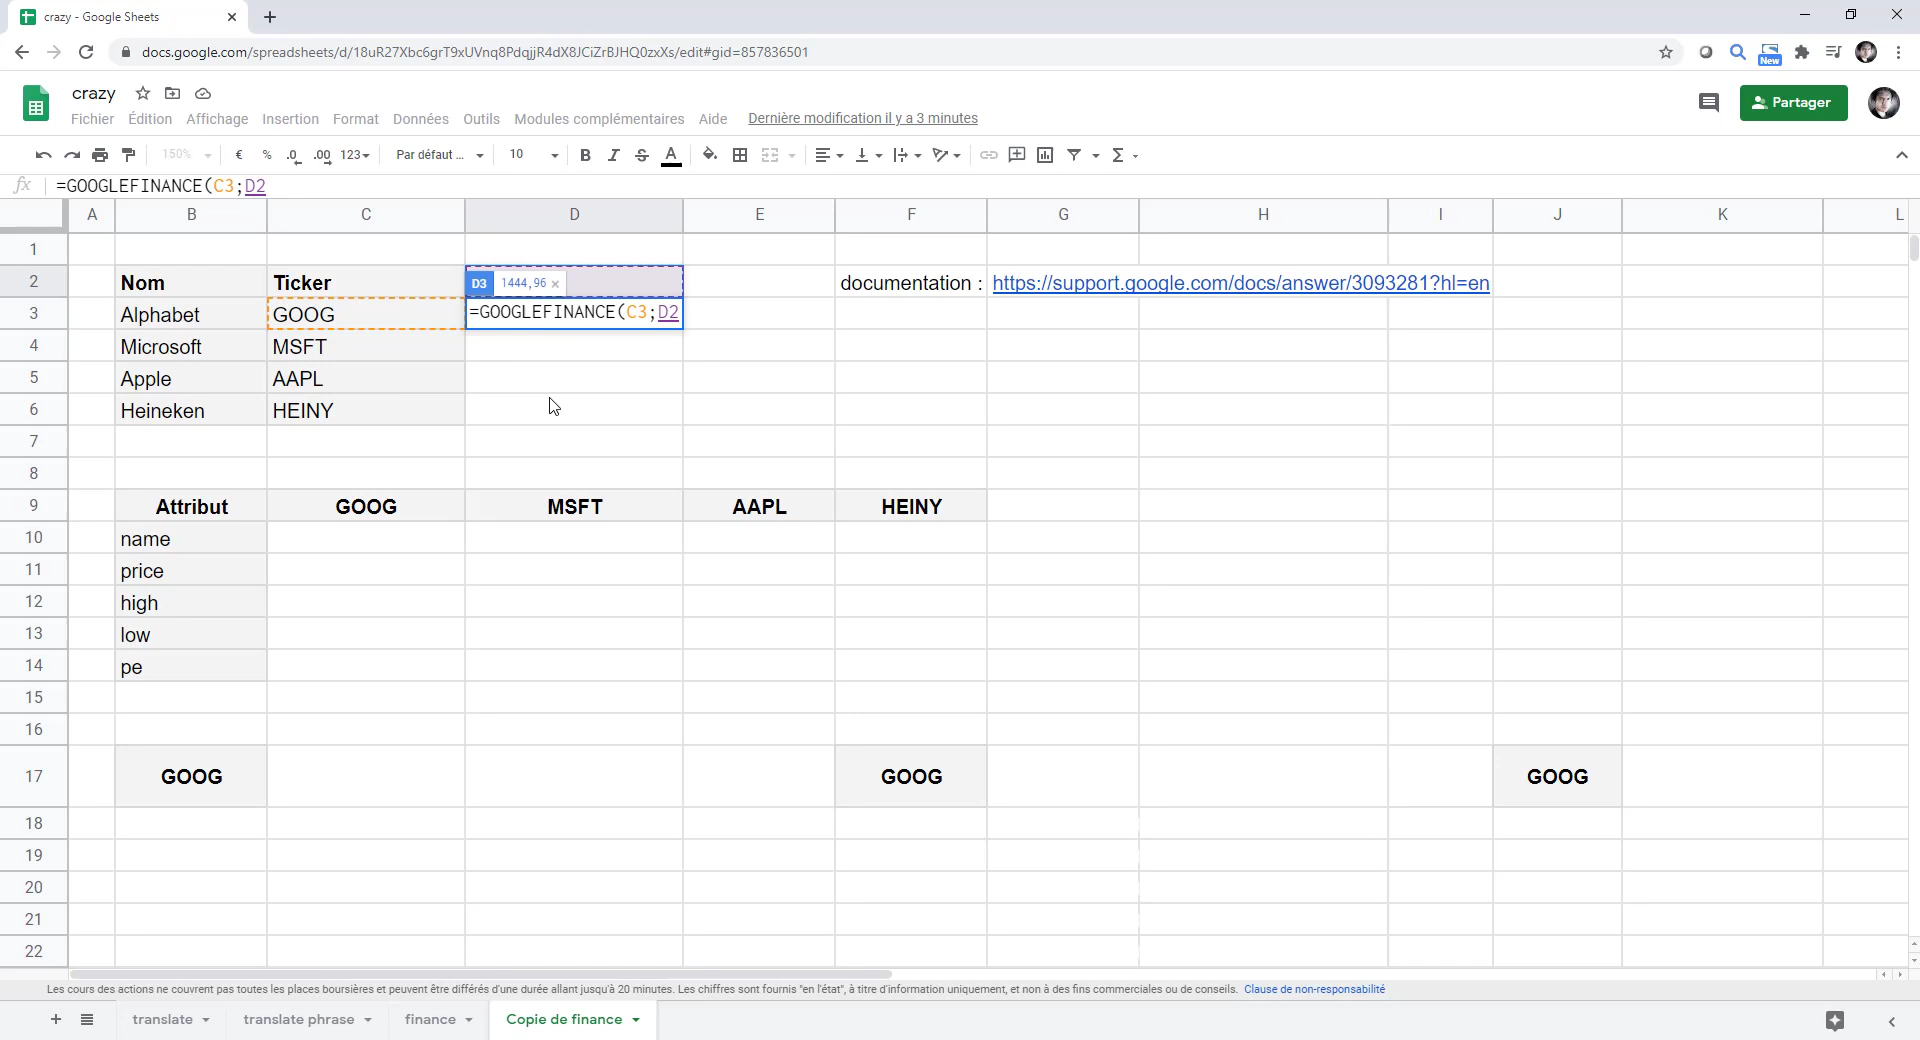 crazy - Google Sheets
docs.google.com/spreadsheets/d/18uR27Xbc6grT9xUVnq8PdqjjR4dX8JCiZrBJHQ0zxXs/edit#gid=857836501
New
crazy
Fichier Édition Affichage Insertion Format Données Outils Modules complémentaires Aide Dernière modification il y a 3 minutes
Partager
150% € % .0 .00 123 Par défaut ... 10 B I S A Σ
fx =GOOGLEFINANCE(C3;D2
A B C D E F G H I J K L
1
2 Nom Ticker D3 1444,96 × documentation : https://support.google.com/docs/answer/3093281?hl=en
3 Alphabet GOOG =GOOGLEFINANCE(C3;D2
4 Microsoft MSFT
5 Apple AAPL
6 Heineken HEINY
7
8
9 Attribut GOOG MSFT AAPL HEINY
10 name
11 price
12 high
13 low
14 pe
15
16
17 GOOG GOOG GOOG
18
19
20
21
22
Les cours des actions ne couvrent pas toutes les places boursières et peuvent être différés d'une durée allant jusqu'à 20 minutes. Les chiffres sont fournis "en l'état", à titre d'information uniquement, et non à des fins commerciales ou de conseils. Clause de non-responsabilité
translate translate phrase finance Copie de finance